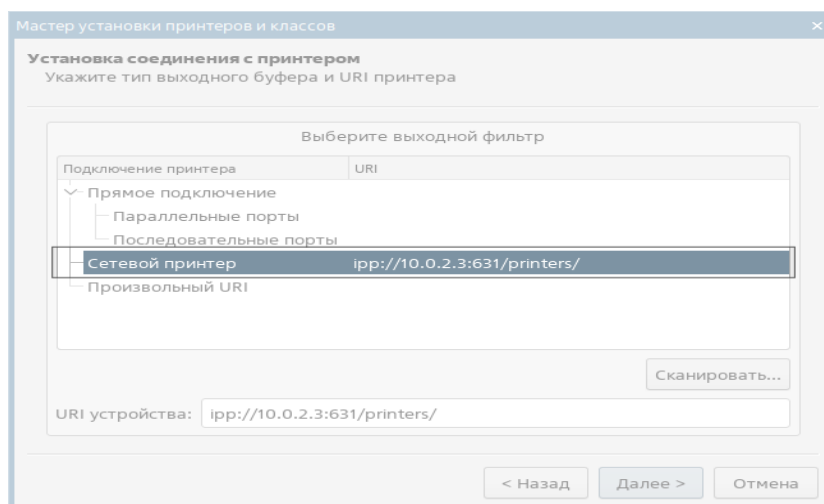 Мастер установки принтеров и классов
Установка соединения с принтером
Укажите тип выходного буфера и URI принтера
Выберите выходной фильтр
Подключение принтера URI
Прямое подключение
Параллельные порты
Последовательные порты
Сетевой принтер ipp://10.0.2.3:631/printers/
Произвольный URI
Сканировать...
URI устройства: ipp://10.0.2.3:631/printers/
< Назад Далее > Отмена